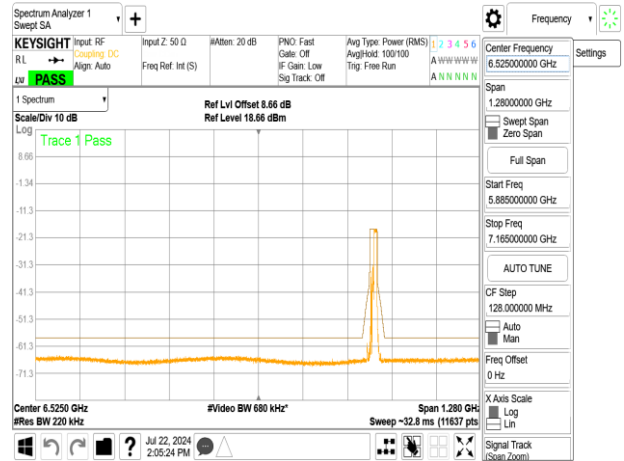 Spectrum Analyzer 1
Swept SA
+
Frequency
KEYSIGHT
Input: RF
Coupling: DC
Align: Auto
Input Z: 50 Ω
Freq Ref: Int (S)
#Atten: 20 dB
PNO: Fast
Gate: Off
IF Gain: Low
Sig Track: Off
Avg Type: Power (RMS)
Avg|Hold: 100/100
Trig: Free Run
1 2 3 4 5 6
A W W W W W
A N N N N N
RL
LXI
PASS
1 Spectrum
Scale/Div 10 dB
Ref Lvl Offset 8.66 dB
Ref Level 18.66 dBm
Log
Trace 1 Pass
8.66
-1.34
-11.3
-21.3
-31.3
-41.3
-51.3
-61.3
-71.3
Center 6.5250 GHz
#Video BW 680 kHz*
Span 1.280 GHz
#Res BW 220 kHz
Sweep ~32.8 ms (11637 pts
?
Jul 22, 2024
2:05:24 PM
Center Frequency
6.525000000 GHz
Settings
Span
1.28000000 GHz
Swept Span
Zero Span
Full Span
Start Freq
5.885000000 GHz
Stop Freq
7.165000000 GHz
AUTO TUNE
CF Step
128.000000 MHz
Auto
Man
Freq Offset
0 Hz
X Axis Scale
Log
Lin
Signal Track
(Span Zoom)